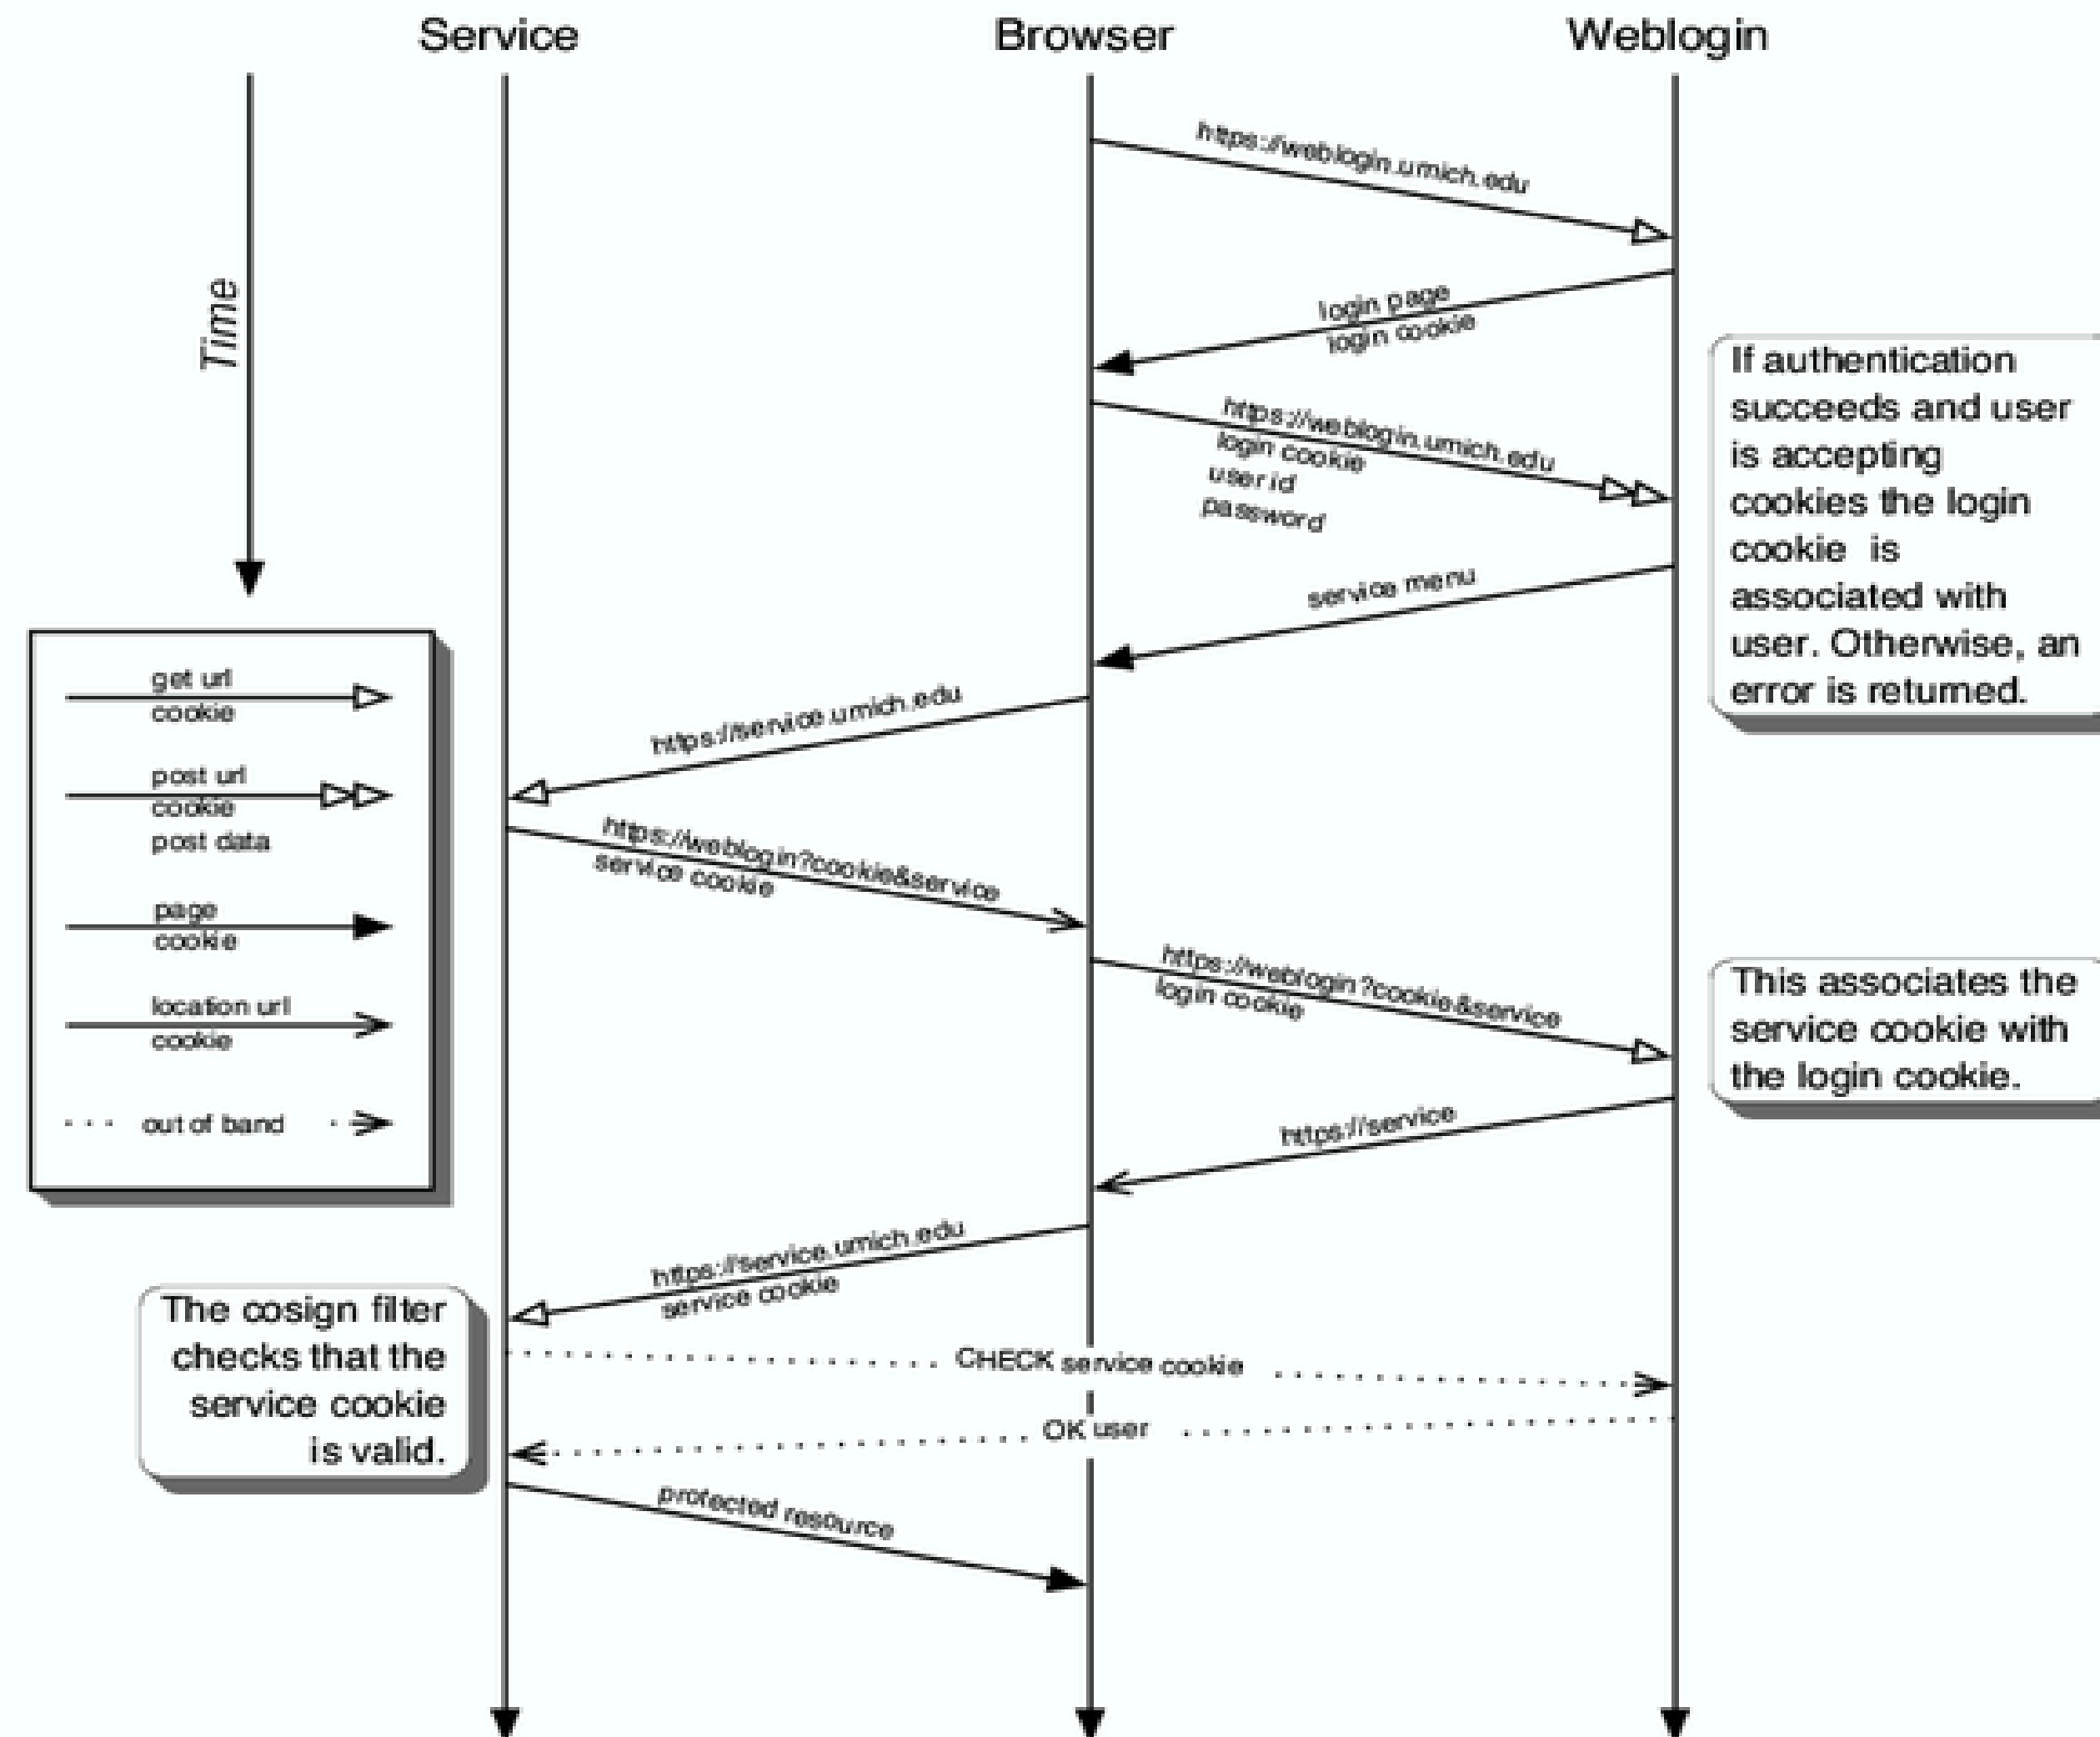 Service
Browser
Weblogin
Time
https://weblogin.umich.edu
login page
login cookie
https://weblogin.umich.edu
login cookie
user id
password
service menu
If authentication
succeeds and user
is accepting
cookies the login
cookie is
associated with
user. Otherwise, an
error is returned.
get url
cookie
post url
cookie
post data
page
cookie
location url
cookie
out of band
https://service.umich.edu
https://weblogin?cookie&service
service cookie
https://weblogin?cookie&service
login cookie
This associates the
service cookie with
the login cookie.
https://service
https://service.umich.edu
service cookie
The cosign filter
checks that the
service cookie
is valid.
CHECK service cookie
OK user
protected resource